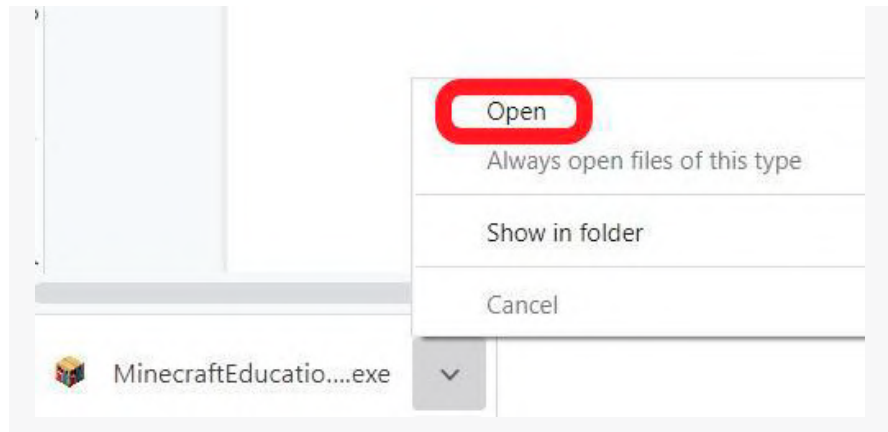 Open
Always open files of this type
Show in folder
Cancel
MinecraftEducatio....exe